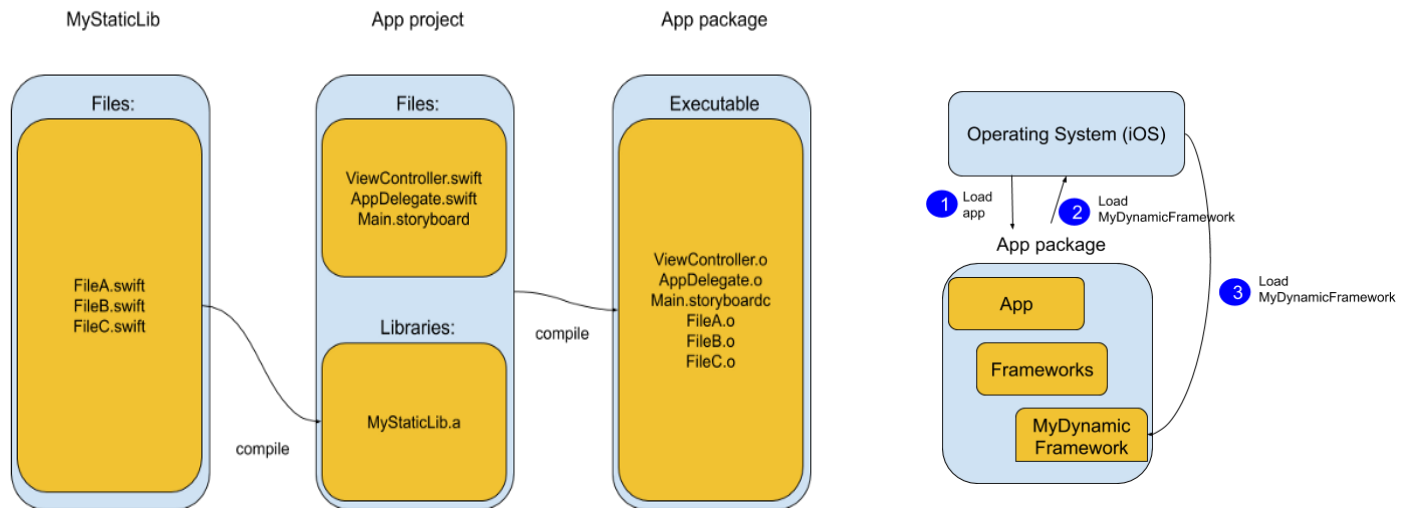 MyStaticLib
App project
App package
Files:
FileA.swift
FileB.swift
FileC.swift
compile
Files:
ViewController.swift
AppDelegate.swift
Main.storyboard
Libraries:
MyStaticLib.a
compile
Executable
ViewController.o
AppDelegate.o
Main.storyboardc
FileA.o
FileB.o
FileC.o
Operating System (iOS)
1
Load
app
2
Load
MyDynamicFramework
App package
App
Frameworks
MyDynamic
Framework
3
Load
MyDynamicFramework